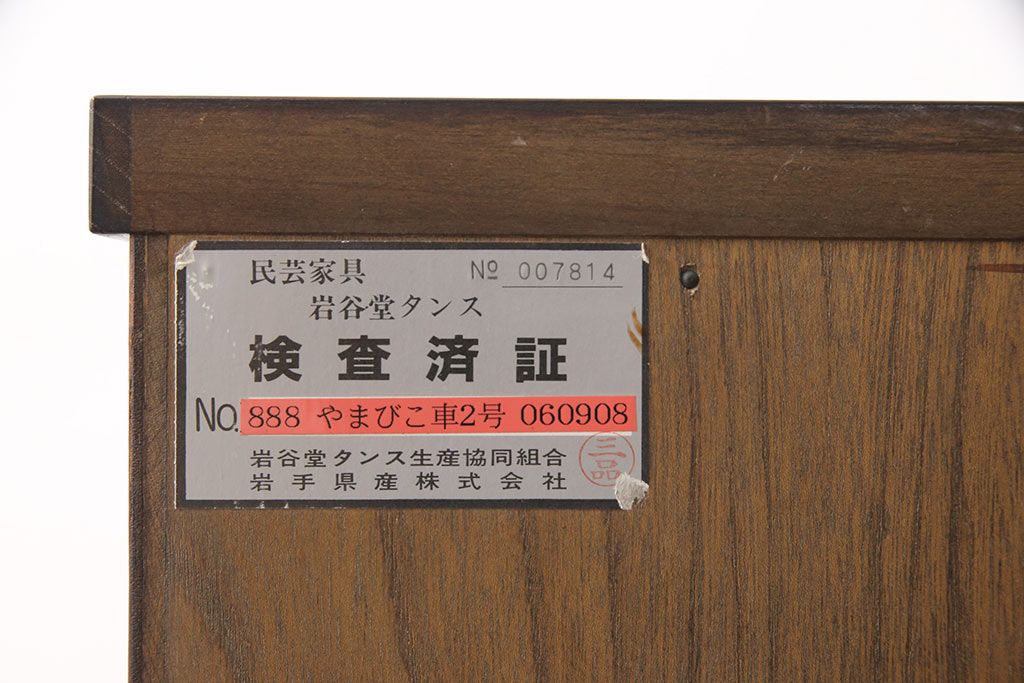 民芸家具 № 007814
岩谷堂タンス
検査済証
No. 888 やまびこ車2号 060908
岩谷堂タンス生産協同組合
岩手県産株式会社